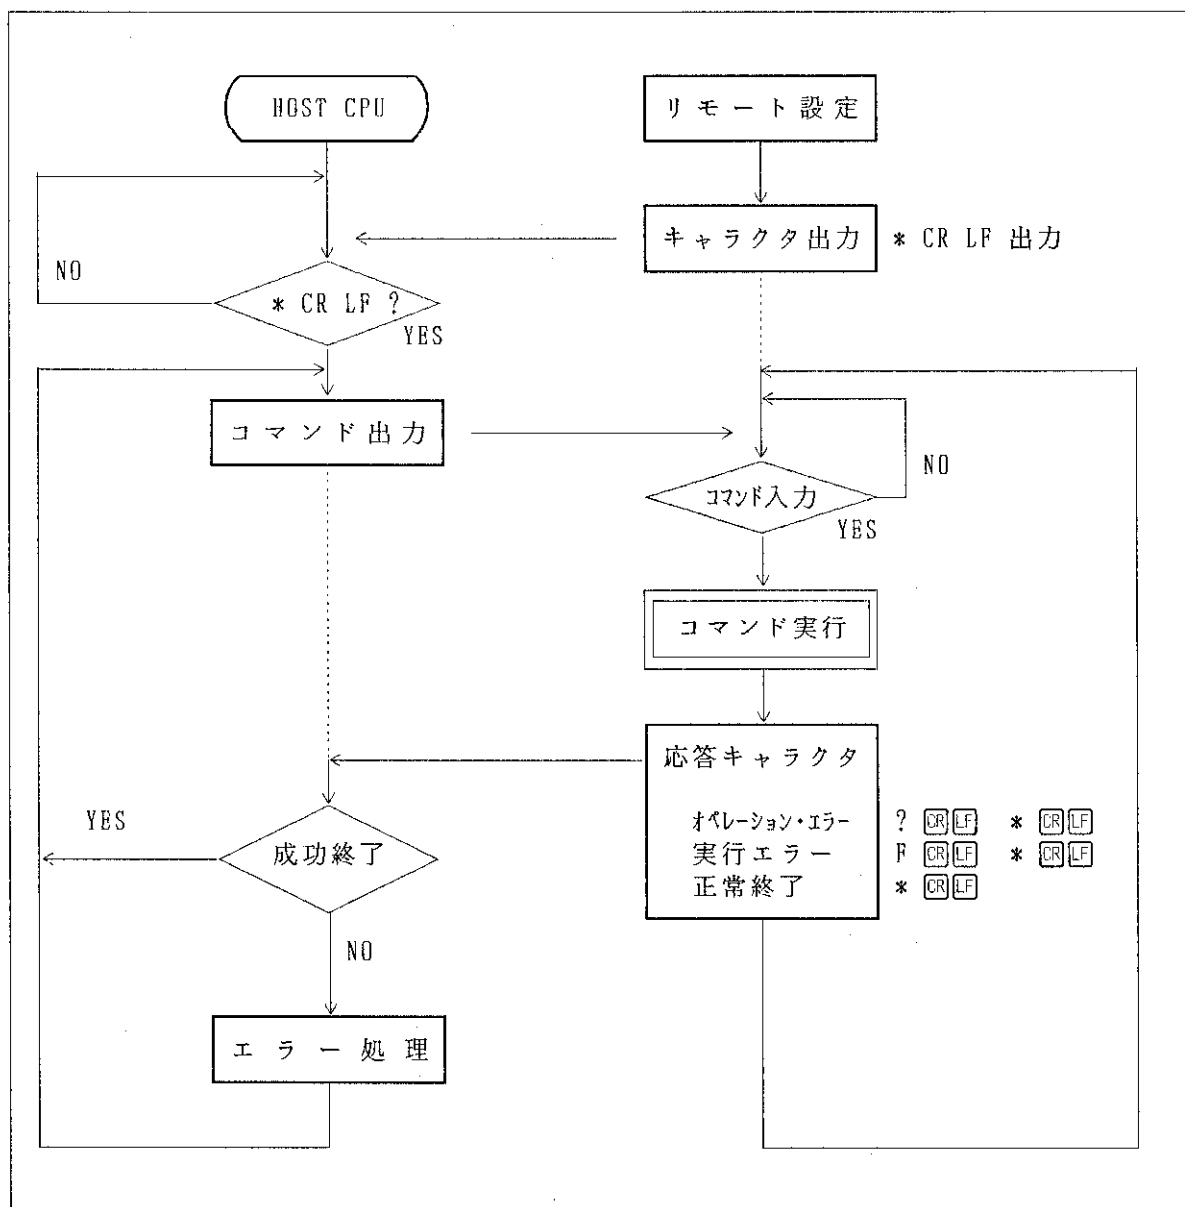 HOST CPU
リモート設定
キャラクタ出力
* CR LF 出力
NO
* CR LF ?
YES
コマンド出力
NO
コマンド入力
YES
コマンド実行
応答キャラクタ
オペレーション・エラー ? CR LF * CR LF
実行エラー F CR LF * CR LF
正常終了 * CR LF
YES
成功終了
NO
エラー処理